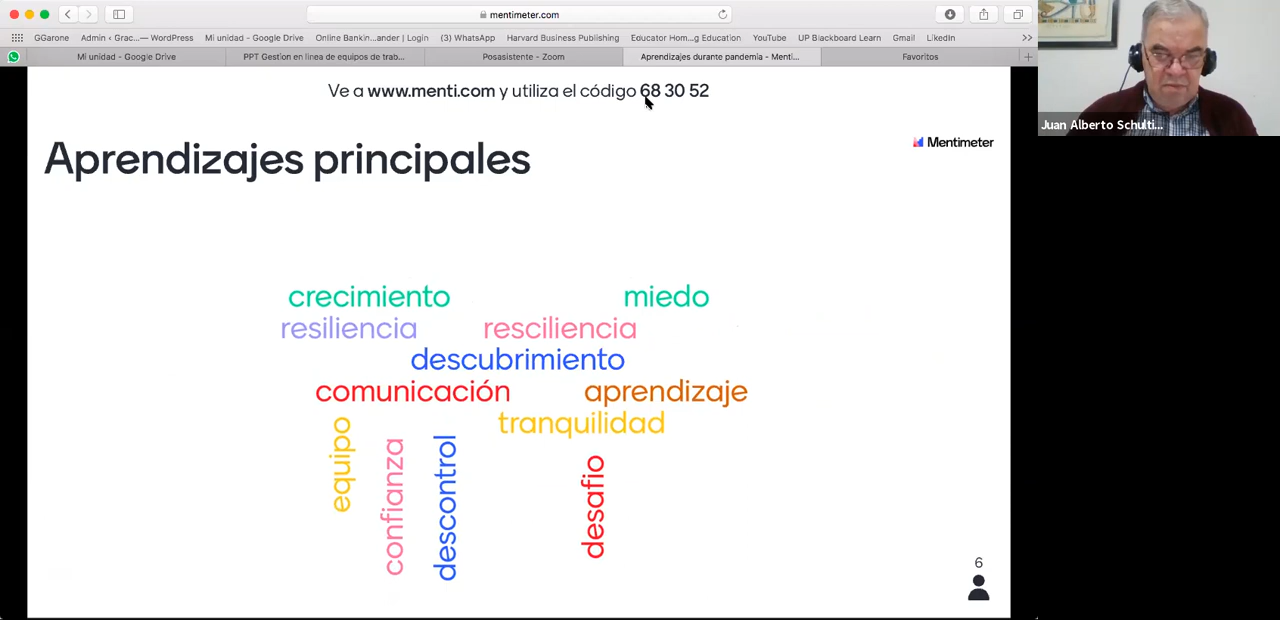 mentimeter.com
GGarone
Admin ‹ Grac...— WordPress
Mi unidad - Google Drive
Online Bankin...ander | Login
(3) WhatsApp
Harvard Business Publishing
Educator Hom...g Education
YouTube
UP Blackboard Learn
Gmail
LikedIn
Mi unidad - Google Drive
PPT Gestion en linea de equipos de trab...
Posasistente - Zoom
Aprendizajes durante pandemia - Menti...
Favoritos
Ve a www.menti.com y utiliza el código 68 30 52
Juan Alberto Schulti...
Aprendizajes principales
Mentimeter
crecimiento
miedo
resiliencia
resciliencia
descubrimiento
comunicación
aprendizaje
tranquilidad
equipo
confianza
descontrol
desafio
6